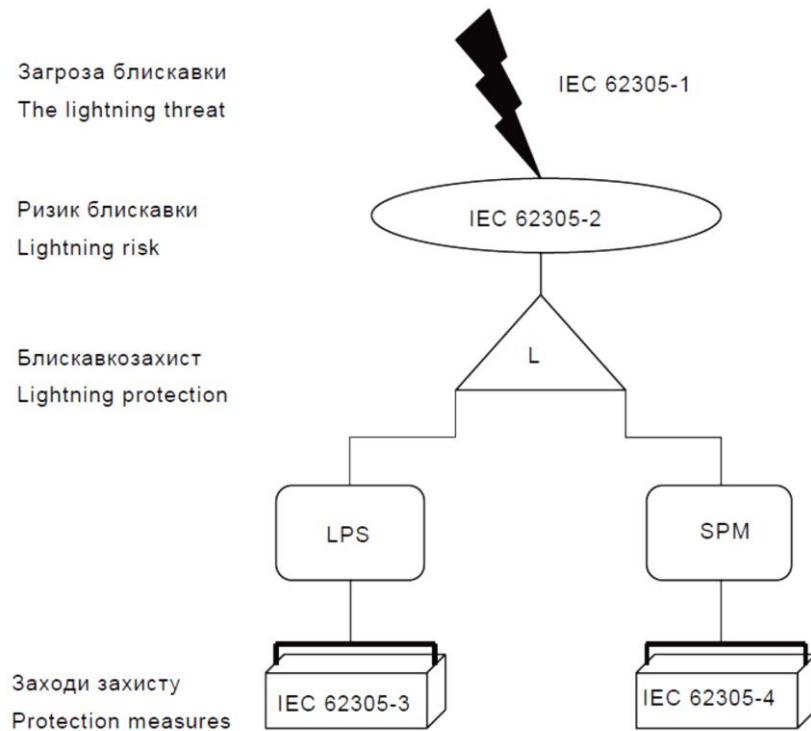 Загроза блискавки
The lightning threat
IEC 62305-1
Ризик блискавки
Lightning risk
IEC 62305-2
Блискавкозахист
Lightning protection
L
LPS
SPM
Заходи захисту
Protection measures
IEC 62305-3
IEC 62305-4